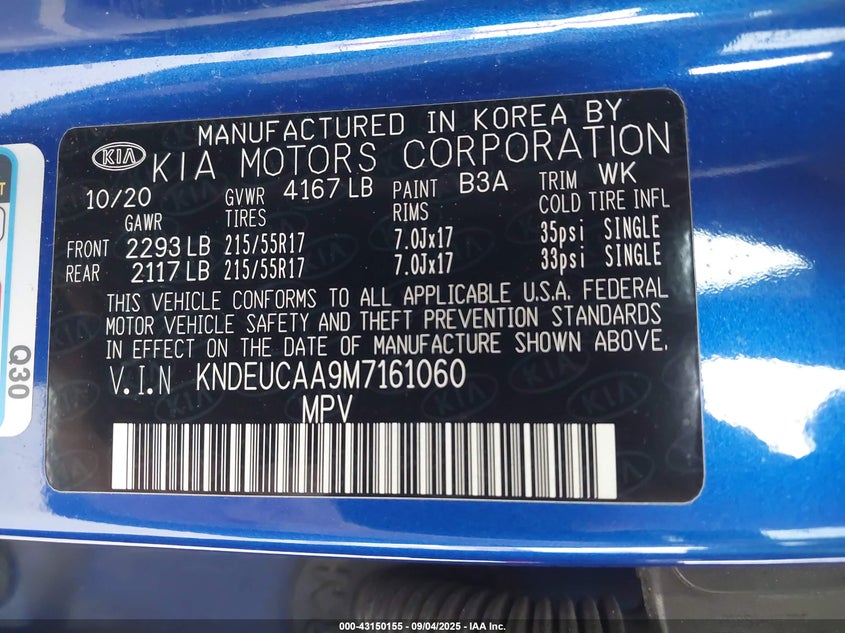 MANUFACTURED IN KOREA BY
KIA KIA MOTORS CORPORATION
10/20 GVWR 4167 LB PAINT B3A TRIM WK
GAWR TIRES RIMS COLD TIRE INFL
FRONT 2293 LB 215/55R17 7.0Jx17 35psi SINGLE
REAR 2117 LB 215/55R17 7.0Jx17 33psi SINGLE
THIS VEHICLE CONFORMS TO ALL APPLICABLE U.S.A. FEDERAL
MOTOR VEHICLE SAFETY AND THEFT PREVENTION STANDARDS
IN EFFECT ON THE DATE OF MANUFACTURE SHOWN ABOVE.
V.I.N KNDEUCAA9M7161060
MPV
Q30
000-43150155 - 09/04/2025 - IAA Inc.